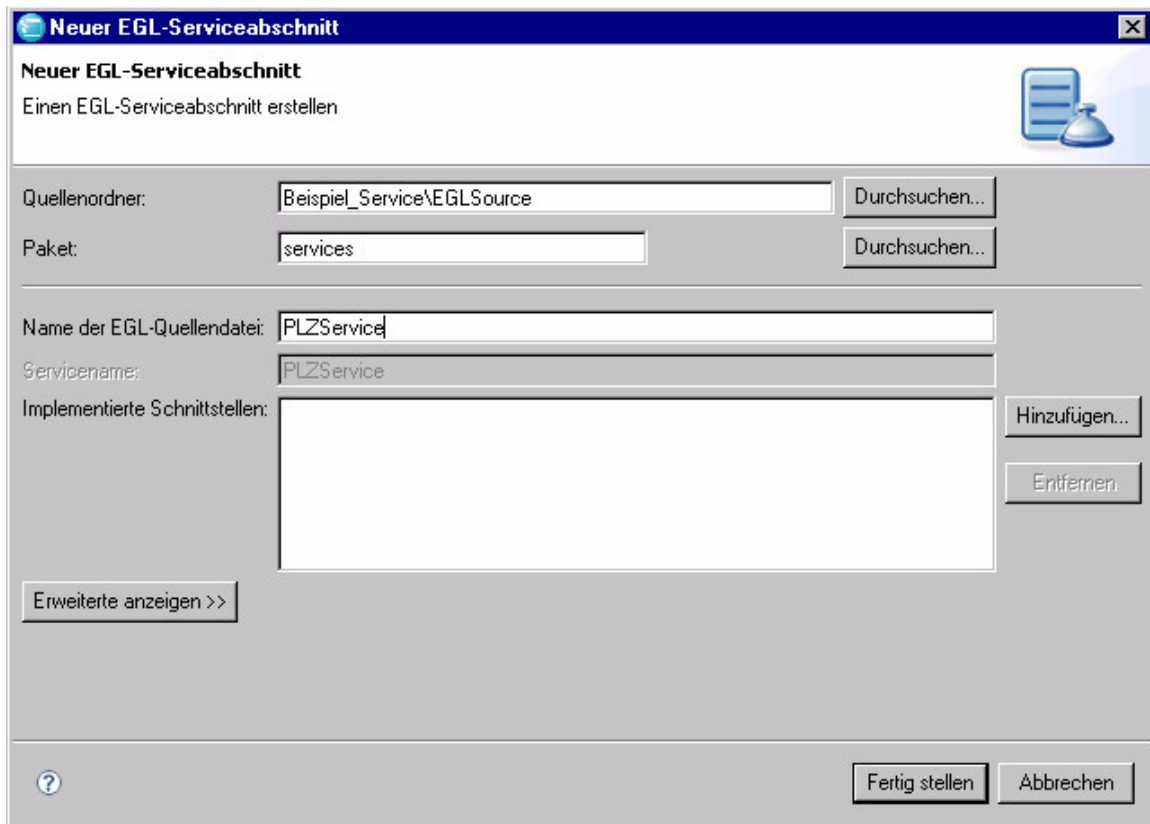 Neuer EGL-Serviceabschnitt
Neuer EGL-Serviceabschnitt
Einen EGL-Serviceabschnitt erstellen
Quellenordner: Beispiel_Service\EGLSource Durchsuchen...
Paket: services Durchsuchen...
Name der EGL-Quellendatei: PLZService
Servicename: PLZService
Implementierte Schnittstellen: Hinzufügen...
Entfernen
Erweiterte anzeigen >>
? Fertig stellen Abbrechen